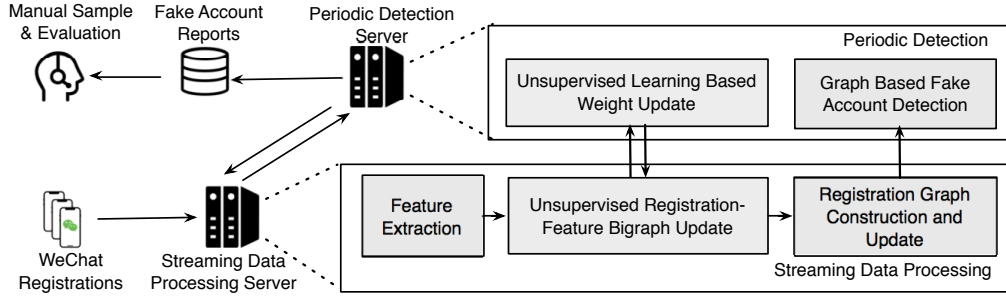 Manual Sample
& Evaluation
Fake Account
Reports
Periodic Detection
Server
Periodic Detection
Unsupervised Learning Based
Weight Update
Graph Based Fake
Account Detection
WeChat
Registrations
Streaming Data
Processing Server
Feature
Extraction
Unsupervised Registration-
Feature Bigraph Update
Registration Graph
Construction and
Update
Streaming Data Processing